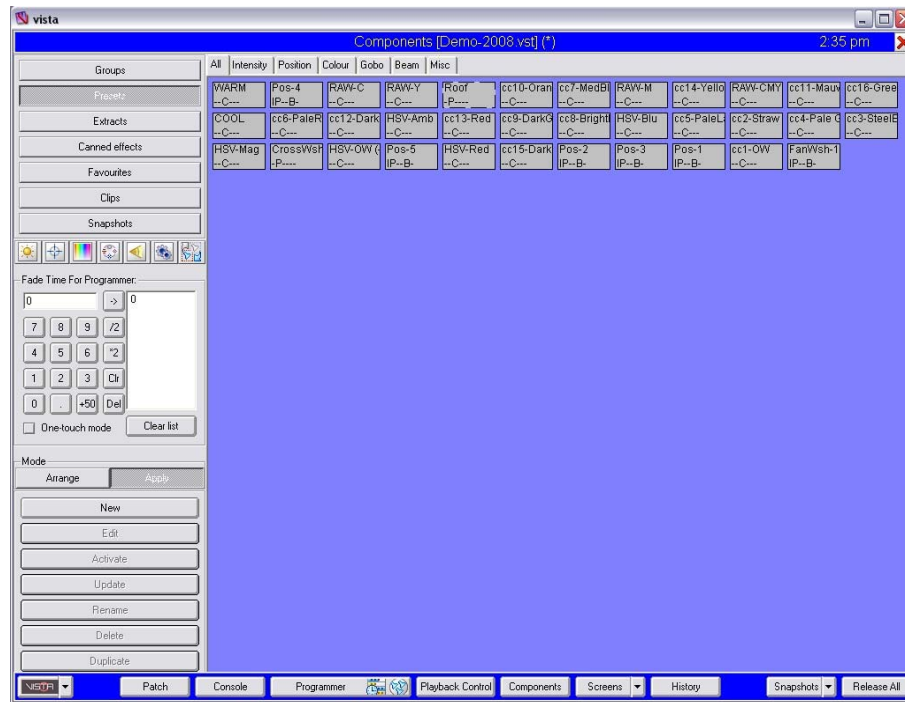 vista
Components [Demo-2008.vst] (*) 2:35 pm
Groups
Presets
Extracts
Canned effects
Favourites
Clips
Snapshots
All Intensity Position Colour Gobo Beam Misc
WARM Pos-4 RAW-C RAW-Y Roof cc10-Oran cc7-MedBl RAW-M cc14-Yello RAW-CMY cc11-Mauv cc16-Gree
--C--- IP--B- --C--- --C--- -P---- --C--- --C--- --C--- --C--- --C--- --C--- --C---
COOL cc6-PaleR cc12-Dark HSV-Amb cc13-Red cc9-DarkG cc8-Brightl HSV-Blu cc5-PaleL cc2-Straw cc4-Pale G cc3-SteelB
--C--- --C--- --C--- --C--- --C--- --C--- --C--- --C--- --C--- --C--- --C--- --C---
HSV-Mag CrossWsh HSV-OW ( Pos-5 HSV-Red cc15-Dark Pos-2 Pos-3 Pos-1 cc1-OW FanWsh-1
--C--- -P---- --C--- IP--B- --C--- --C--- IP--B- IP--B- IP--B- --C--- IP--B-
Fade Time For Programmer:
0 -> 0
7 8 9 /2
4 5 6 *2
1 2 3 Clr
0 . +50 Del
One-touch mode Clear list
Mode
Arrange Apply
New
Edit
Activate
Update
Rename
Delete
Duplicate
VISTA Patch Console Programmer Playback Control Components Screens History Snapshots Release All